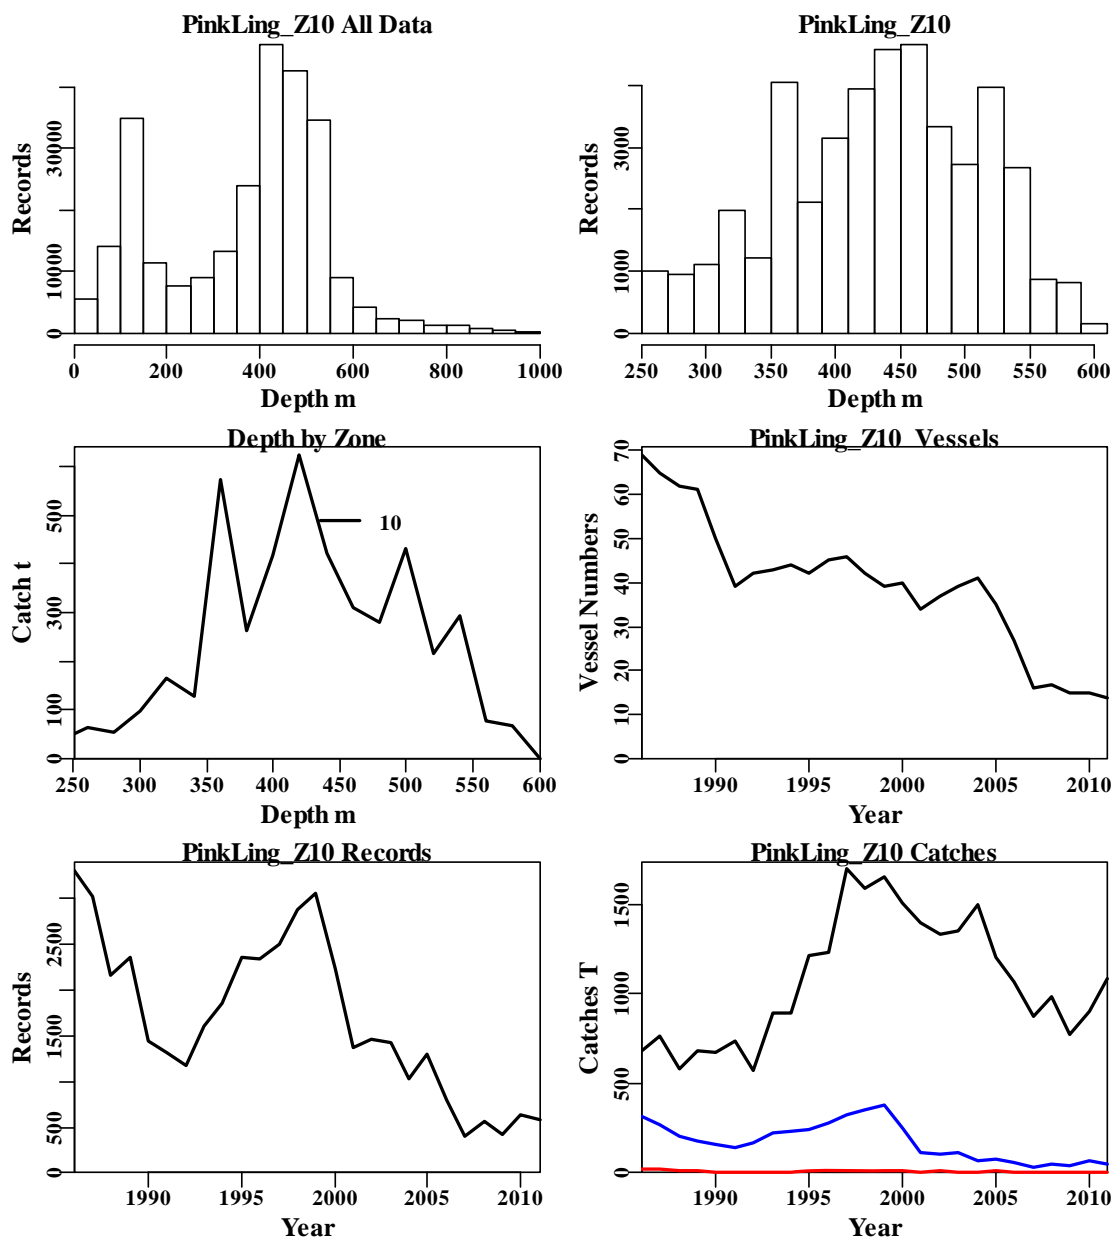 PinkLing_Z10 All Data
Records
0 10000 30000
0 200 400 600 800 1000
Depth m
PinkLing_Z10
Records
0 1000 3000
250 300 350 400 450 500 550 600
Depth m
Depth by Zone
Catch t
0 100 300 500
10
250 300 350 400 450 500 550 600
Depth m
PinkLing_Z10 Vessels
Vessel Numbers
0 10 20 30 40 50 60 70
1990 1995 2000 2005 2010
Year
PinkLing_Z10 Records
Records
0 500 1500 2500
1990 1995 2000 2005 2010
Year
PinkLing_Z10 Catches
Catches T
0 500 1000 1500
1990 1995 2000 2005 2010
Year